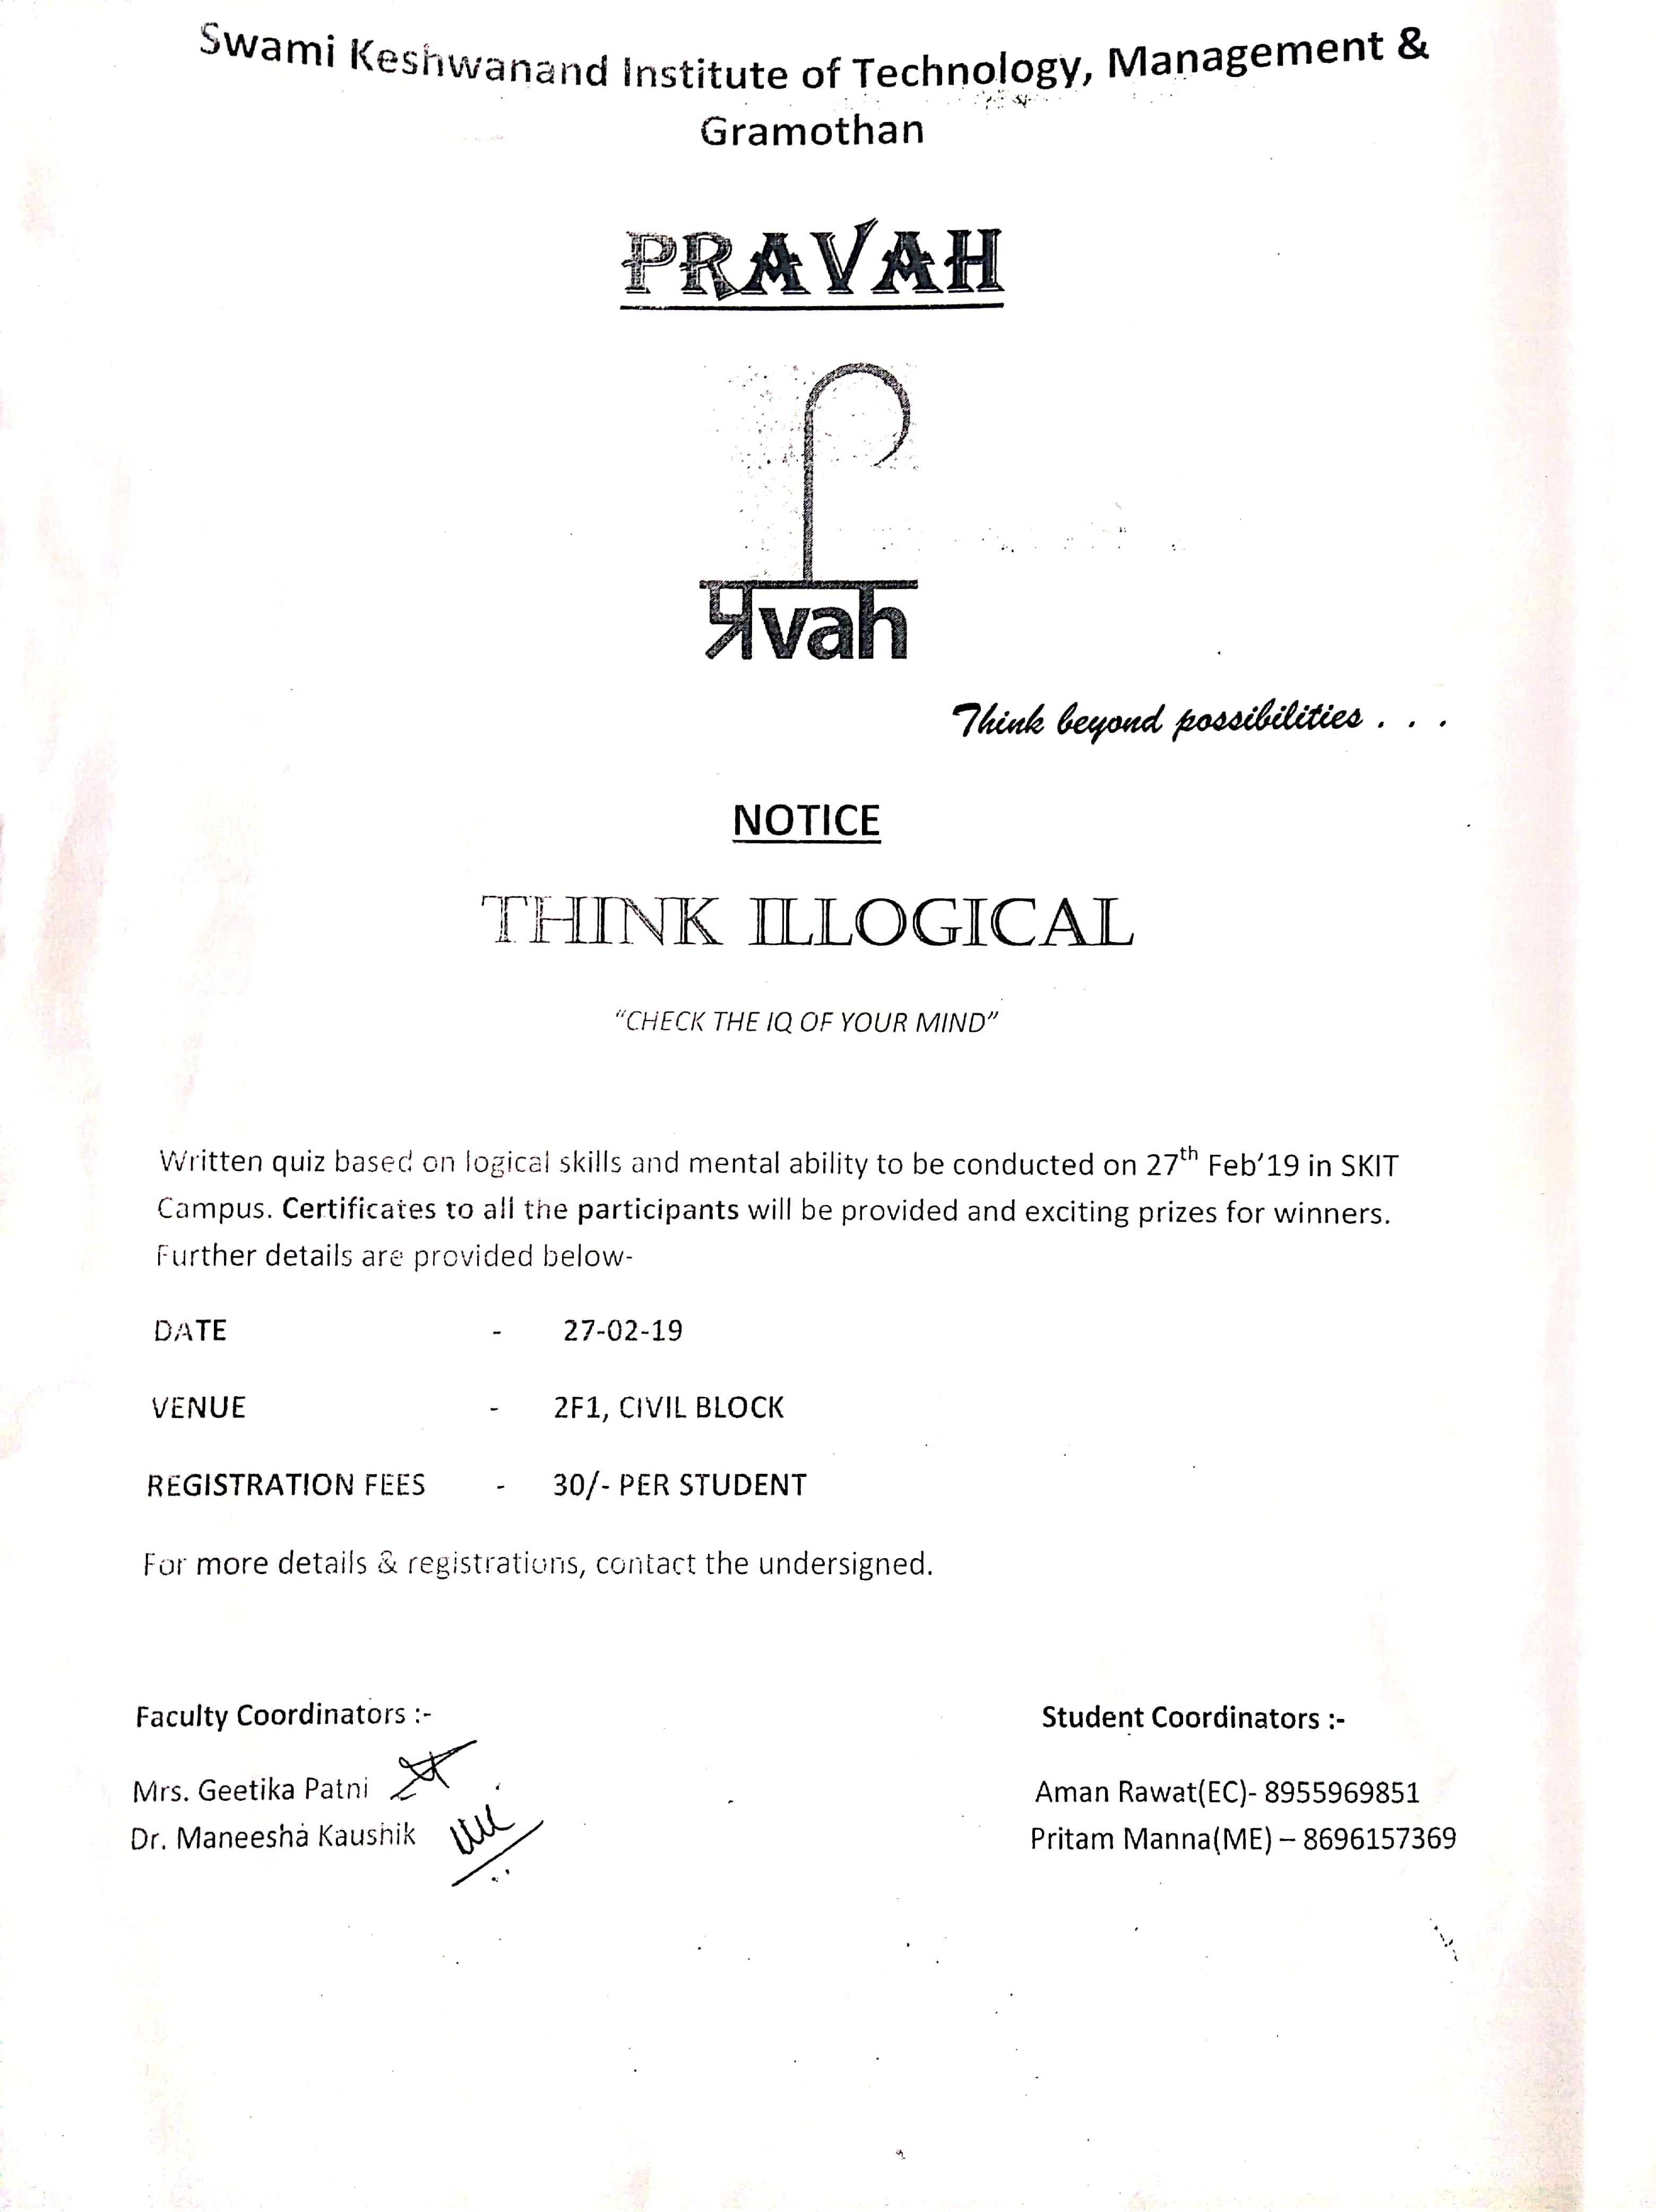 Swami Keshwanand Institute of Technology, Management &
Gramothan
PRAVAH
प्रvah
Think beyond possibilities . . .
NOTICE
THINK ILLOGICAL
“CHECK THE IQ OF YOUR MIND”
Written quiz based on logical skills and mental ability to be conducted on 27th Feb’19 in SKIT
Campus. Certificates to all the participants will be provided and exciting prizes for winners.
Further details are provided below-
DATE - 27-02-19
VENUE - 2F1, CIVIL BLOCK
REGISTRATION FEES - 30/- PER STUDENT
For more details & registrations, contact the undersigned.
Faculty Coordinators :- Student Coordinators :-
Mrs. Geetika Patni Aman Rawat(EC)- 8955969851
Dr. Maneesha Kaushik Pritam Manna(ME) – 8696157369